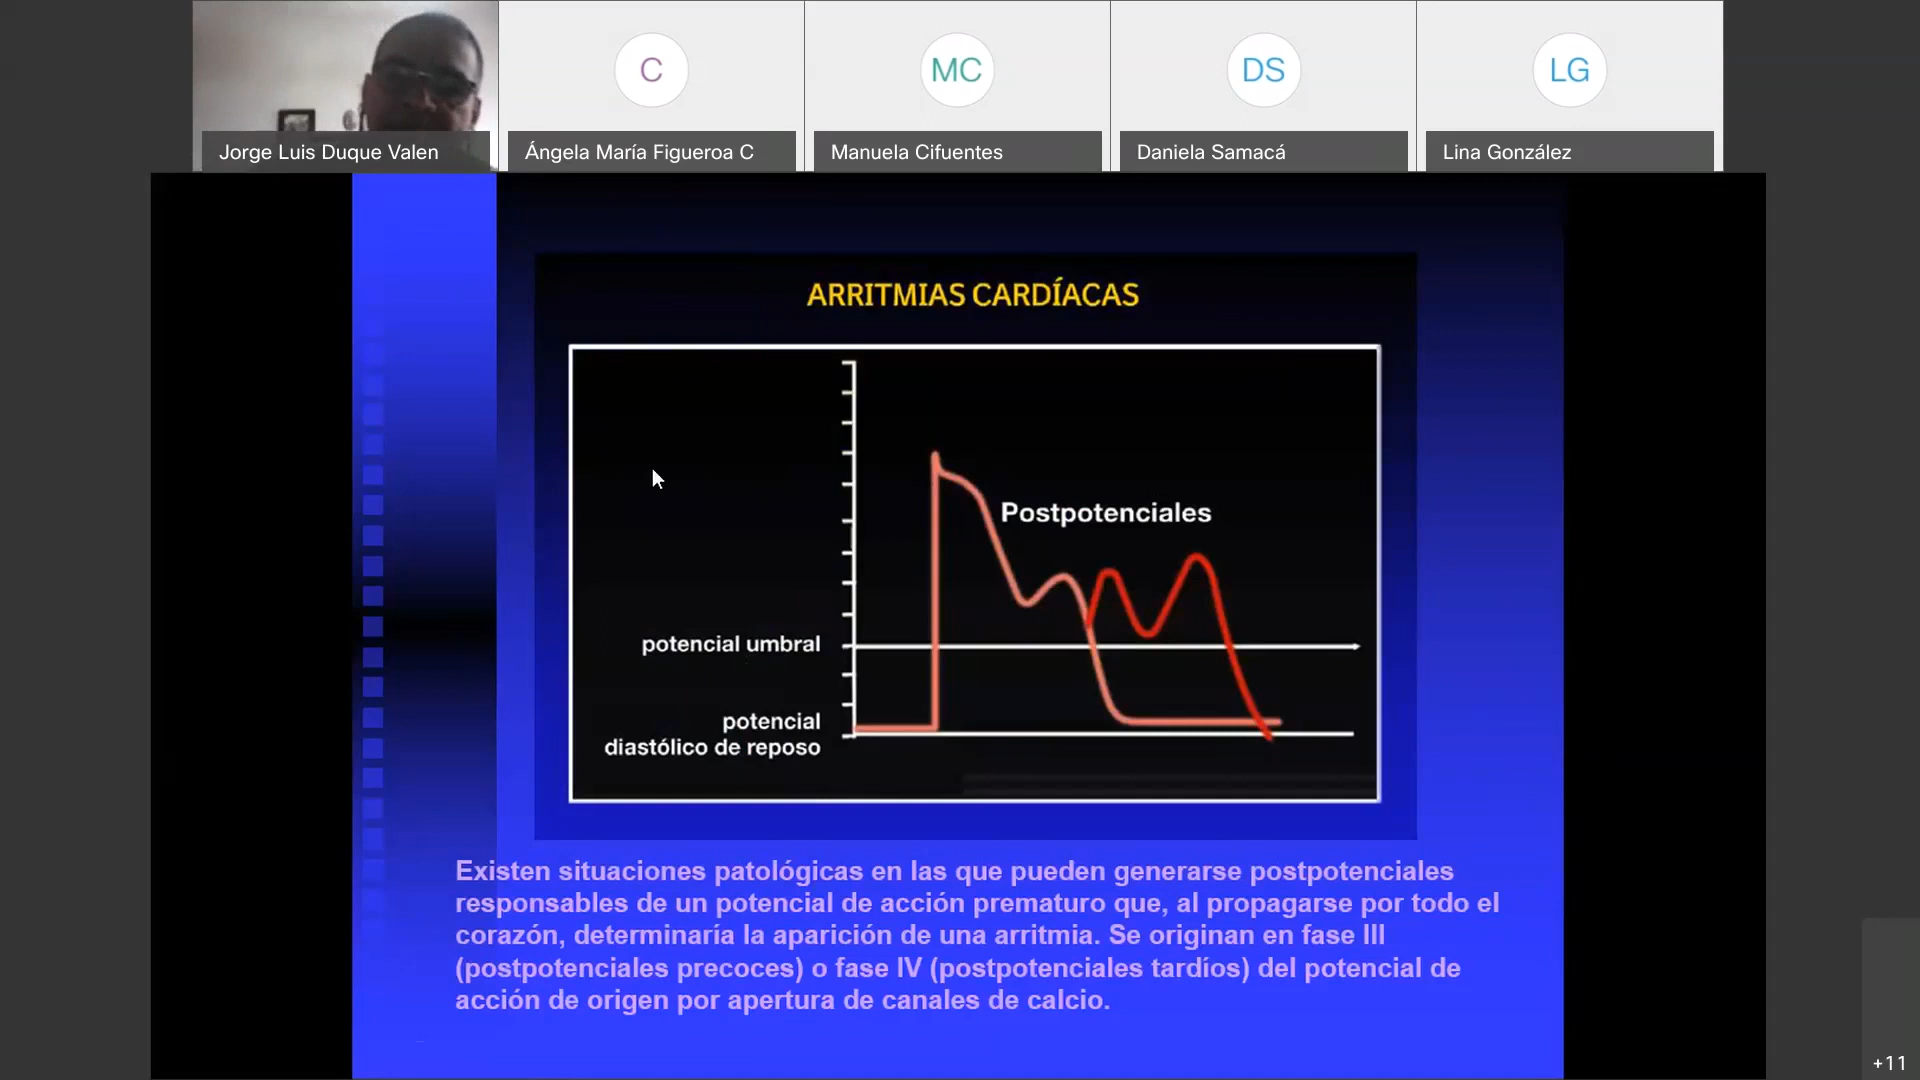 C
MC
DS
LG
Jorge Luis Duque Valen
Ángela María Figueroa C
Manuela Cifuentes
Daniela Samacá
Lina González
ARRITMIAS CARDÍACAS
Postpotenciales
potencial umbral
potencial
diastólico de reposo
Existen situaciones patológicas en las que pueden generarse postpotenciales
responsables de un potencial de acción prematuro que, al propagarse por todo el
corazón, determinaría la aparición de una arritmia. Se originan en fase III
(postpotenciales precoces) o fase IV (postpotenciales tardíos) del potencial de
acción de origen por apertura de canales de calcio.
+11